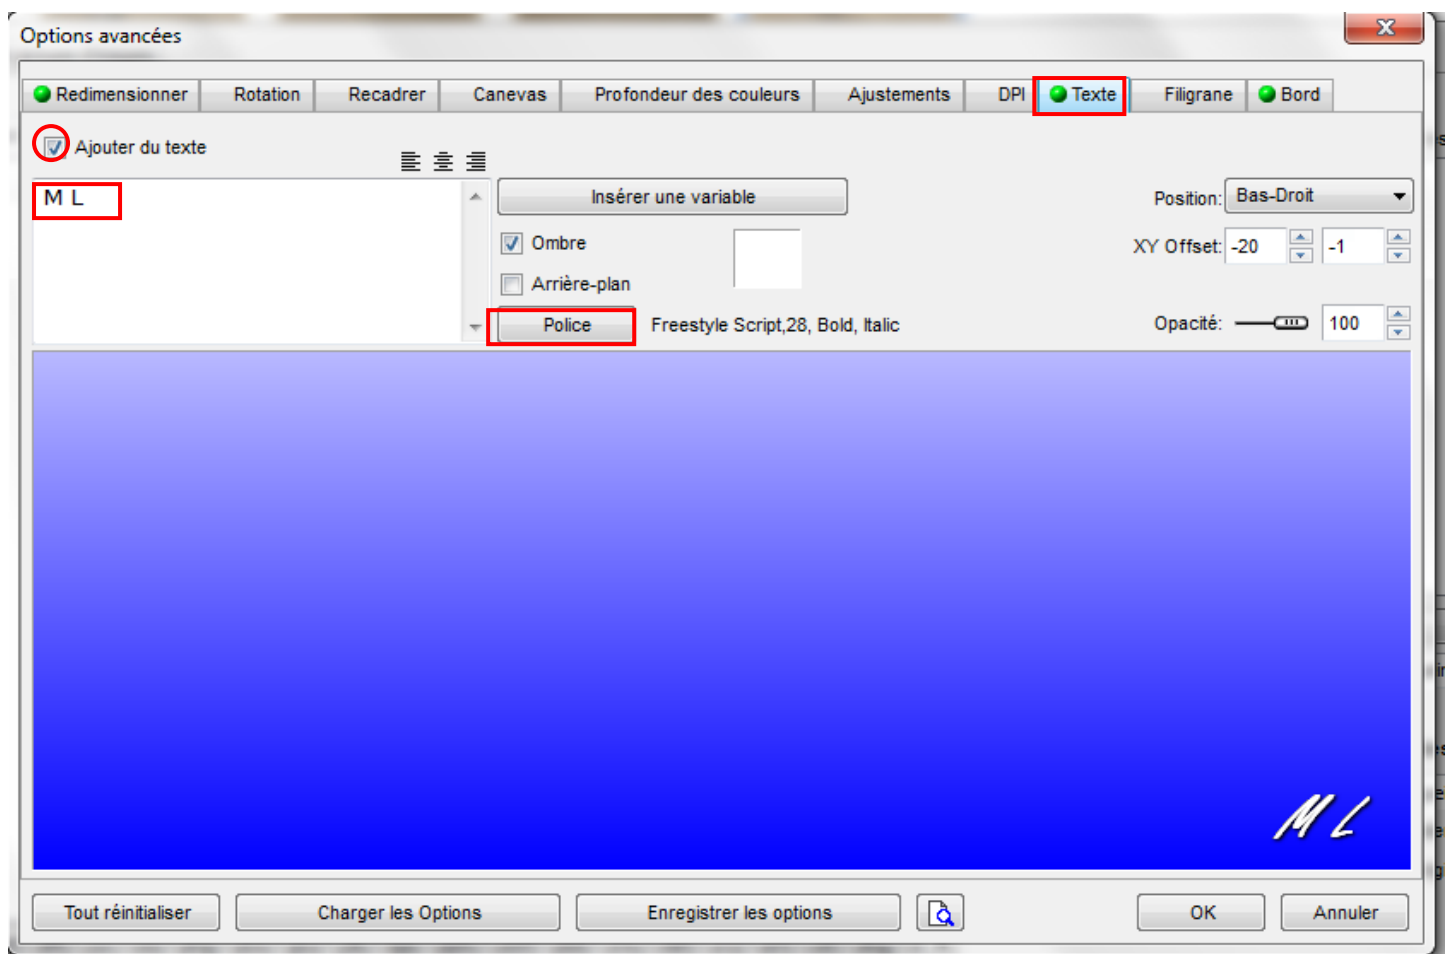 Options avancées
Redimensionner Rotation Recadrer Canevas Profondeur des couleurs Ajustements DPI Texte Filigrane Bord
Ajouter du texte
M L
Insérer une variable
Position: Bas-Droit
Ombre
XY Offset: -20 -1
Arrière-plan
Police Freestyle Script,28, Bold, Italic
Opacité: 100
M L
Tout réinitialiser Charger les Options Enregistrer les options OK Annuler